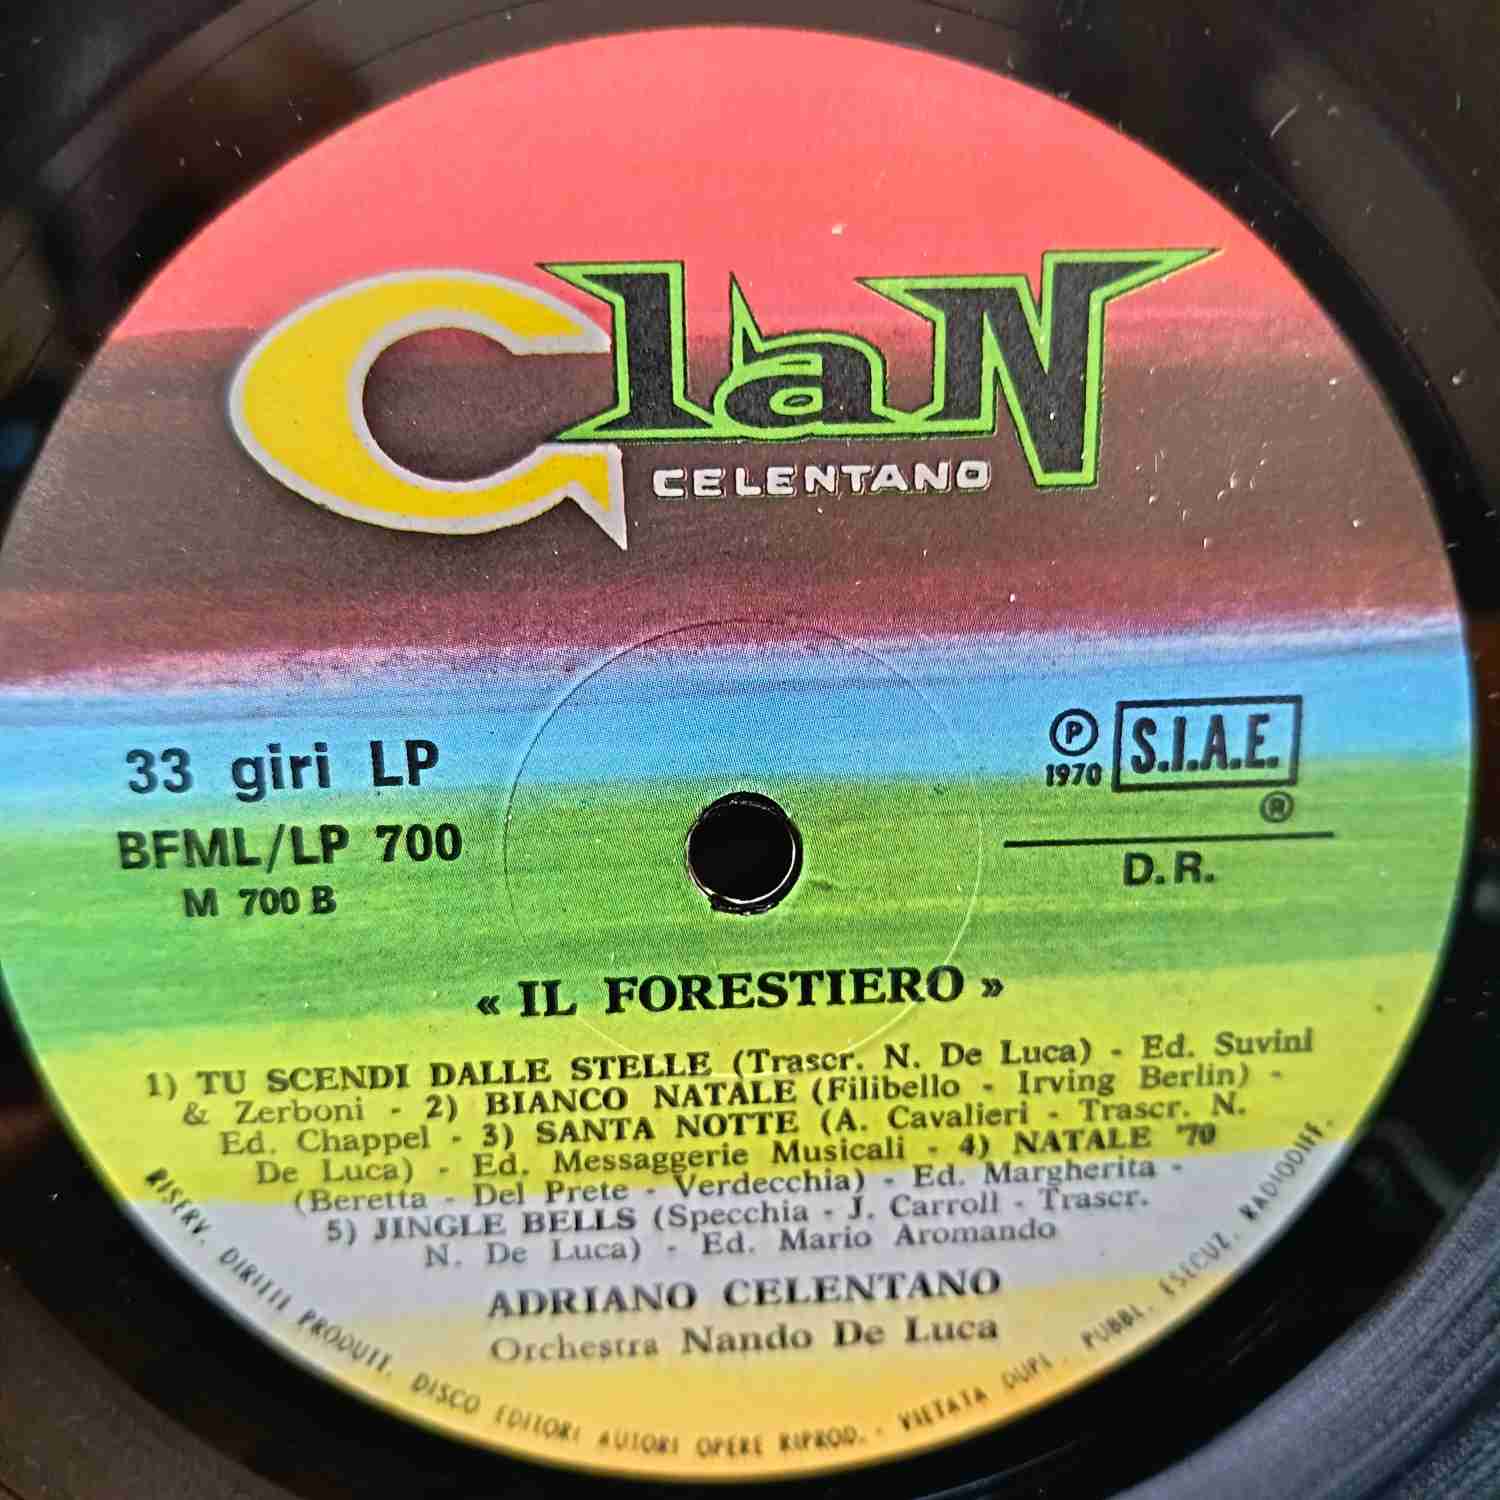 Clan
CELENTANO
33 giri LP
BFML/LP 700
M 700 B
Ⓟ
1970
S.I.A.E.
®
D.R.
« IL FORESTIERO »
1) TU SCENDI DALLE STELLE (Trascr. N. De Luca) - Ed. Suvini
& Zerboni - 2) BIANCO NATALE (Filibello - Irving Berlin) -
Ed. Chappel - 3) SANTA NOTTE (A. Cavalieri - Trascr. N.
De Luca) - Ed. Messaggerie Musicali - 4) NATALE '70
(Beretta - Del Prete - Verdecchia) - Ed. Margherita -
5) JINGLE BELLS (Specchia - J. Carroll - Trascr.
N. De Luca) - Ed. Mario Aromando
ADRIANO CELENTANO
Orchestra Nando De Luca
RISERV. DIRITTI PRODUTT. DISCO EDITORI AUTORI OPERE RIPROD. - VIETATA DUPL. PUBBL. ESECUZ. RADIODIFF.